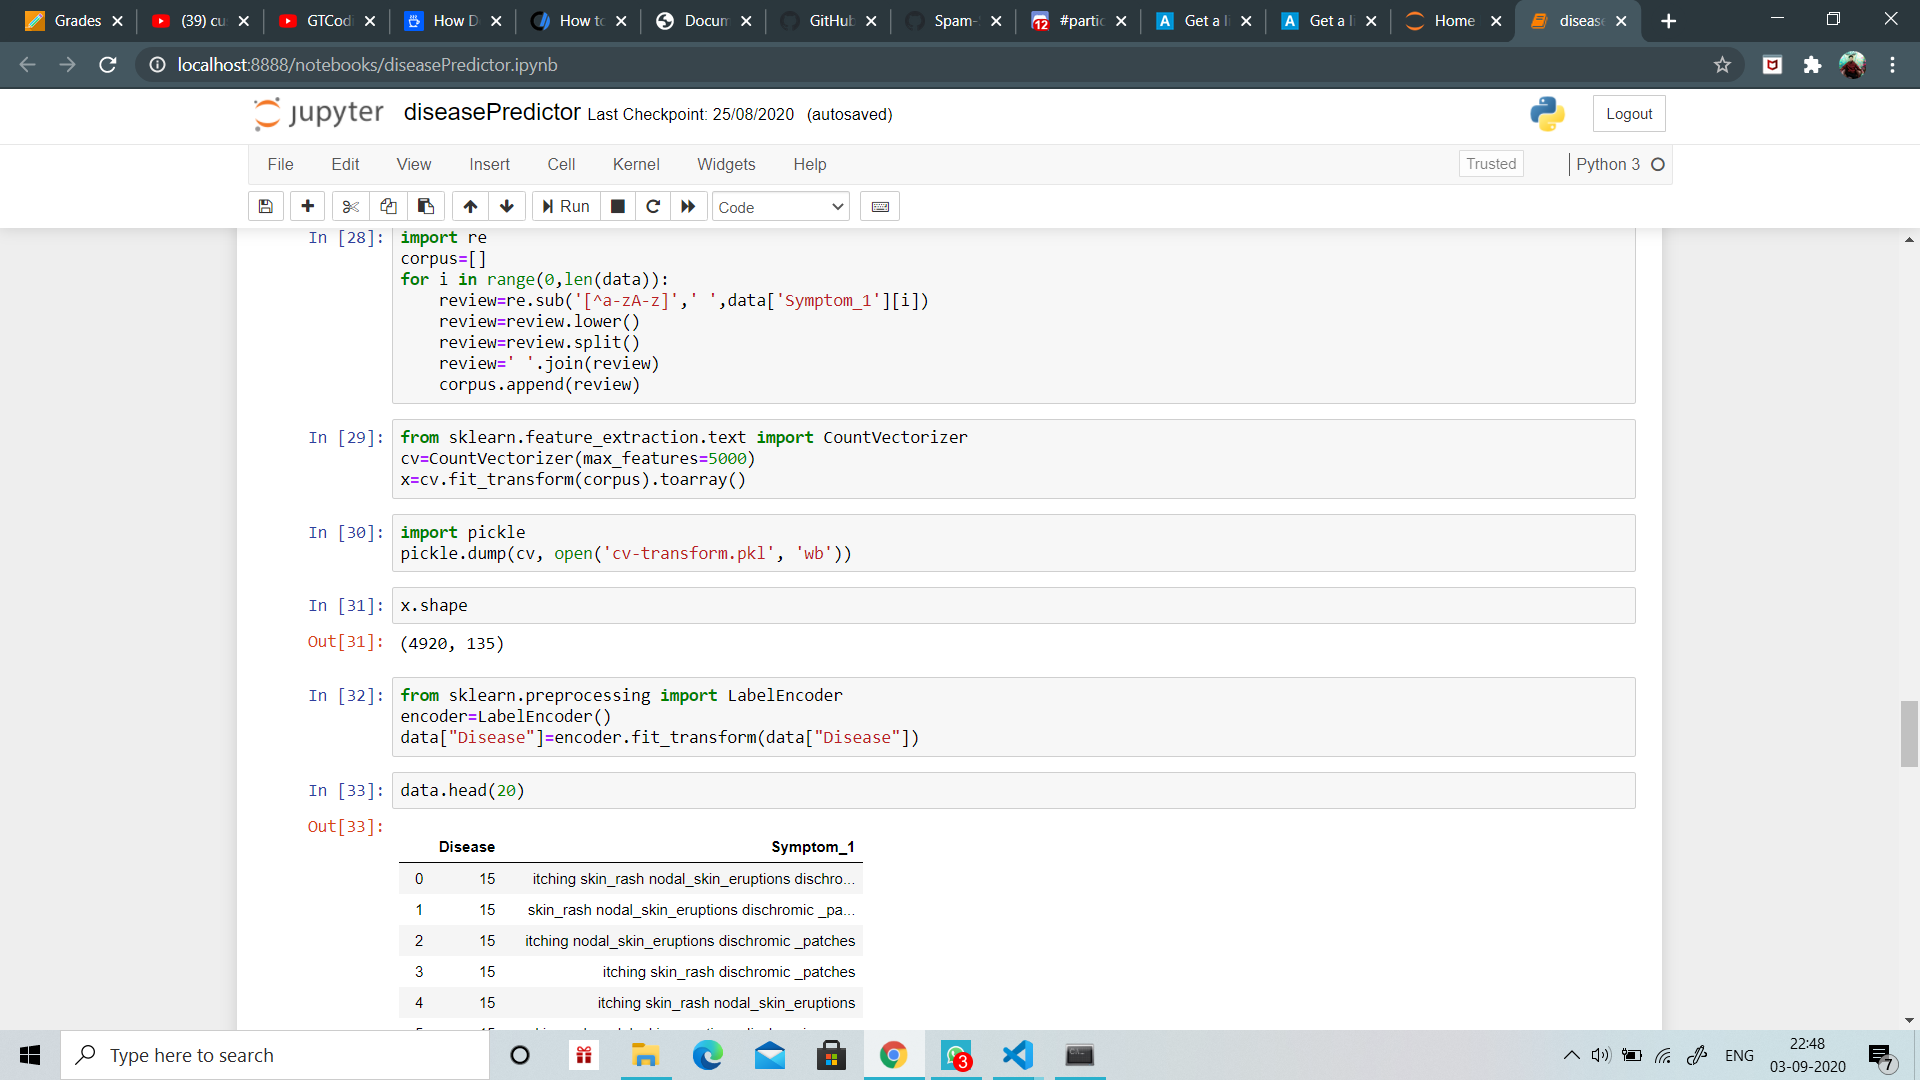 Grades
(39) cu
GTCodi
How D
How to
Docum
GitHub
Spam-
#partic
Get a li
Get a li
Home
diseas
localhost:8888/notebooks/diseasePredictor.ipynb
jupyter diseasePredictor Last Checkpoint: 25/08/2020 (autosaved)
Logout
File Edit View Insert Cell Kernel Widgets Help
Trusted
Python 3
Run
Code
In [28]: import re
corpus=[]
for i in range(0,len(data)):
    review=re.sub('[^a-zA-z]',' ',data['Symptom_1'][i])
    review=review.lower()
    review=review.split()
    review=' '.join(review)
    corpus.append(review)
In [29]: from sklearn.feature_extraction.text import CountVectorizer
cv=CountVectorizer(max_features=5000)
x=cv.fit_transform(corpus).toarray()
In [30]: import pickle
pickle.dump(cv, open('cv-transform.pkl', 'wb'))
In [31]: x.shape
Out[31]: (4920, 135)
In [32]: from sklearn.preprocessing import LabelEncoder
encoder=LabelEncoder()
data["Disease"]=encoder.fit_transform(data["Disease"])
In [33]: data.head(20)
Out[33]:
Disease Symptom_1
0 15 itching skin_rash nodal_skin_eruptions dischro...
1 15 skin_rash nodal_skin_eruptions dischromic _pa...
2 15 itching nodal_skin_eruptions dischromic _patches
3 15 itching skin_rash dischromic _patches
4 15 itching skin_rash nodal_skin_eruptions
Type here to search
12
3
ENG
22:48
03-09-2020
7